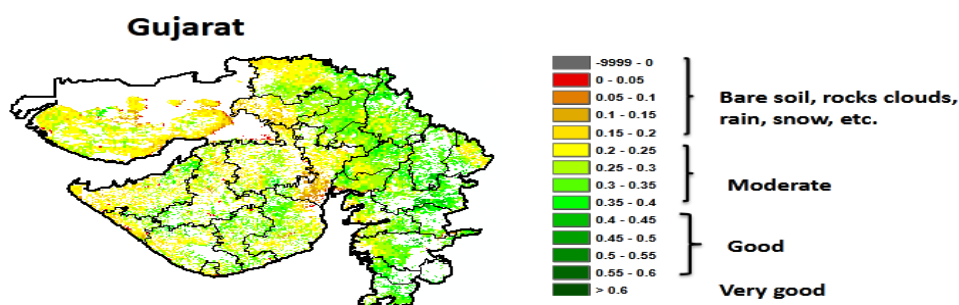 Gujarat
-9999 - 0
0 - 0.05
0.05 - 0.1
0.1 - 0.15
0.15 - 0.2
0.2 - 0.25
0.25 - 0.3
0.3 - 0.35
0.35 - 0.4
0.4 - 0.45
0.45 - 0.5
0.5 - 0.55
0.55 - 0.6
> 0.6
Bare soil, rocks clouds,
rain, snow, etc.
Moderate
Good
Very good